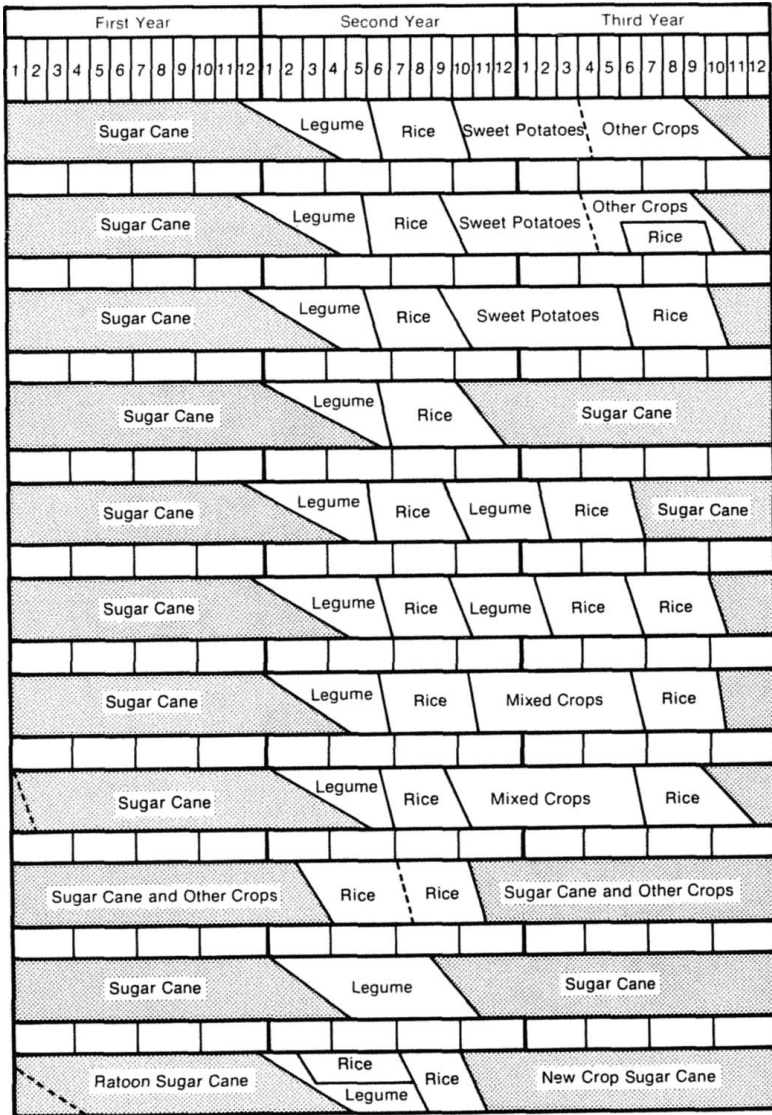 First Year Second Year Third Year
1 2 3 4 5 6 7 8 9 10 11 12 1 2 3 4 5 6 7 8 9 10 11 12 1 2 3 4 5 6 7 8 9 10 11 12
Sugar Cane Legume Rice Sweet Potatoes Other Crops
Sugar Cane Legume Rice Sweet Potatoes Other Crops
Rice
Sugar Cane Legume Rice Sweet Potatoes Rice
Sugar Cane Legume Rice Sugar Cane
Sugar Cane Legume Rice Legume Rice Sugar Cane
Sugar Cane Legume Rice Legume Rice Rice
Sugar Cane Legume Rice Mixed Crops Rice
Sugar Cane Legume Rice Mixed Crops Rice
Sugar Cane and Other Crops Rice Rice Sugar Cane and Other Crops
Sugar Cane Legume Sugar Cane
Ratoon Sugar Cane Rice Rice New Crop Sugar Cane
Legume